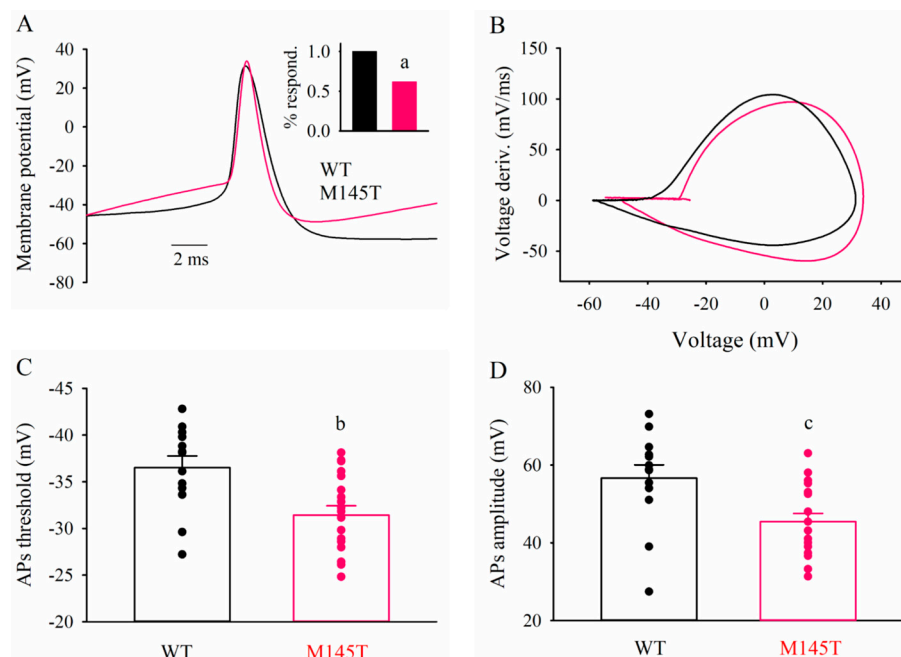 A
Membrane potential (mV)
40
20
0
-20
-40
-60
-80
% respond.
1.0
0.5
0.0
a
WT
M145T
2 ms
B
Voltage deriv. (mV/ms)
150
100
50
0
-50
-60 -40 -20 0 20 40
Voltage (mV)
C
APs threshold (mV)
-45
-40
-35
-30
-25
-20
b
WT M145T
D
APs amplitude (mV)
80
60
40
20
c
WT M145T